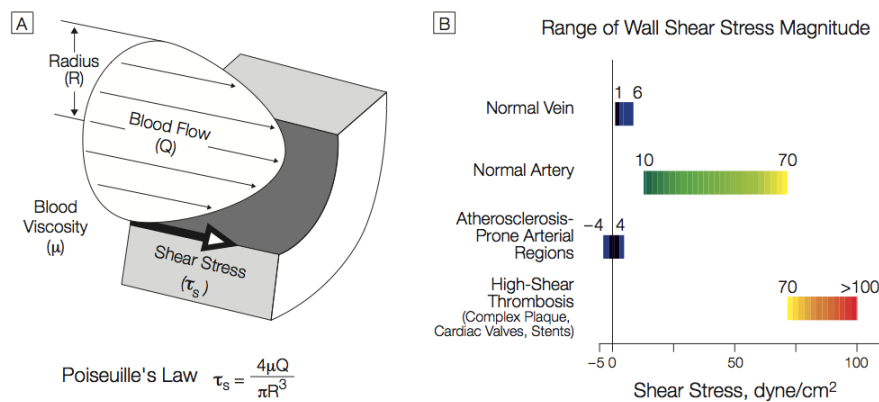 A
Radius
(R)
Blood Flow
(Q)
Blood
Viscosity
(μ)
Shear Stress
(τs)
Poiseuille's Law τs = 4μQ / πR³
B
Range of Wall Shear Stress Magnitude
1 6
Normal Vein
10 70
Normal Artery
Atherosclerosis-
−4 4
Prone Arterial
Regions
High-Shear
70 >100
Thrombosis
(Complex Plaque,
Cardiac Valves, Stents)
−5 0 50 100
Shear Stress, dyne/cm²